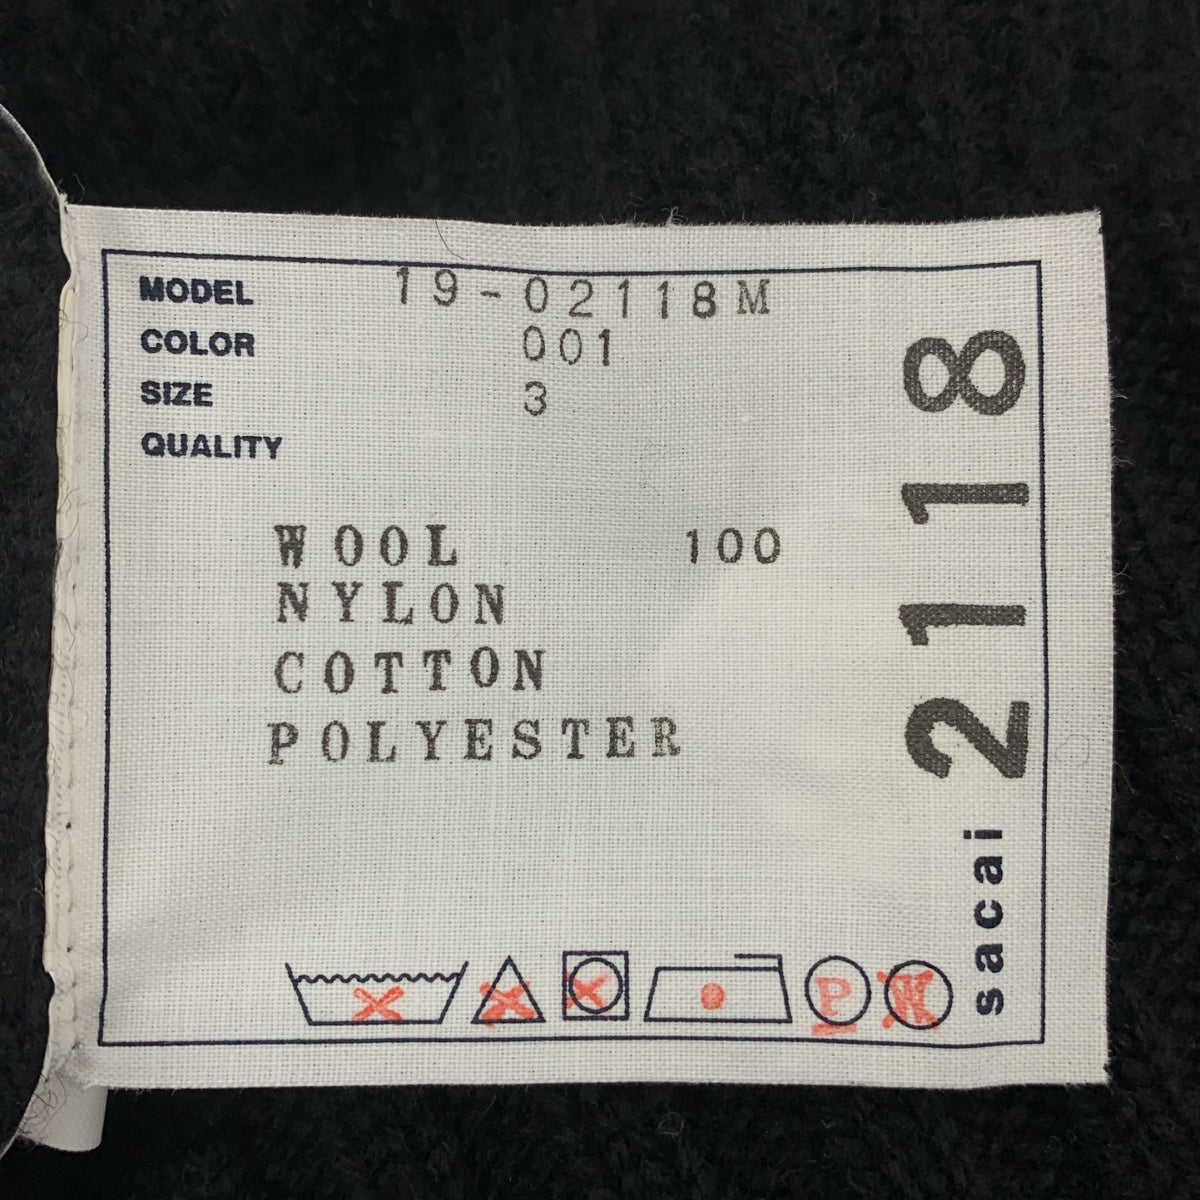 MODEL 19-02118M
COLOR 001
SIZE 3
QUALITY
WOOL 100
NYLON
COTTON
POLYESTER
P W
sacai 2118